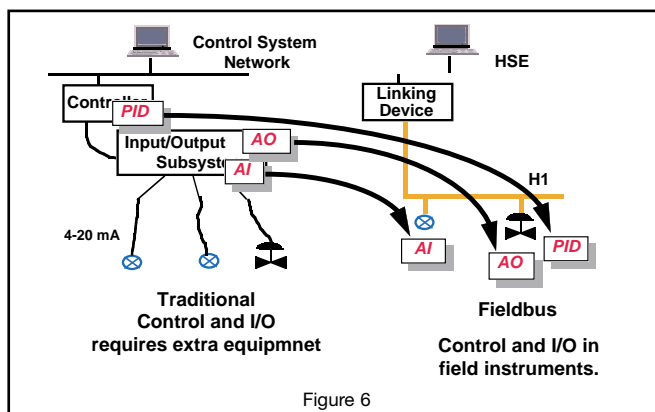 Control System
Network
HSE
Controller
PID
Linking
Device
Input/Output
Subsystem
AO
AI
H1
4-20 mA
AI
AO
PID
Traditional
Control and I/O
requires extra equipmnet
Fieldbus
Control and I/O in
field instruments.
Figure 6